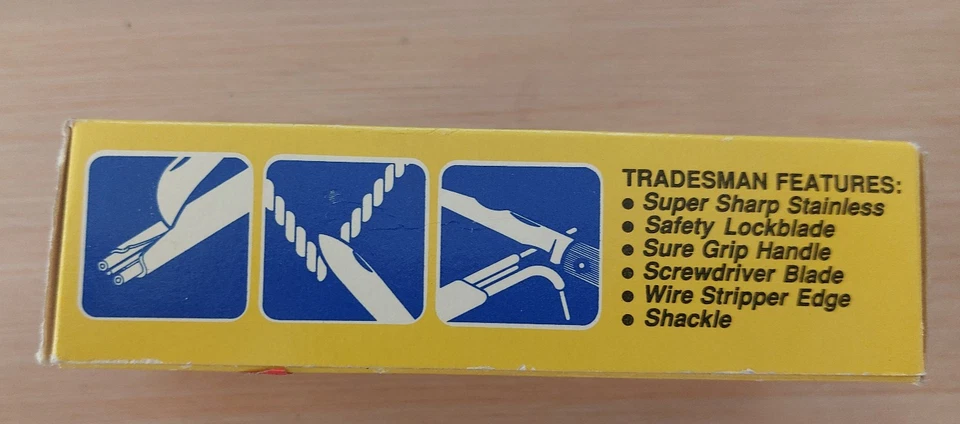 TRADESMAN FEATURES:
• Super Sharp Stainless
• Safety Lockblade
• Sure Grip Handle
• Screwdriver Blade
• Wire Stripper Edge
• Shackle